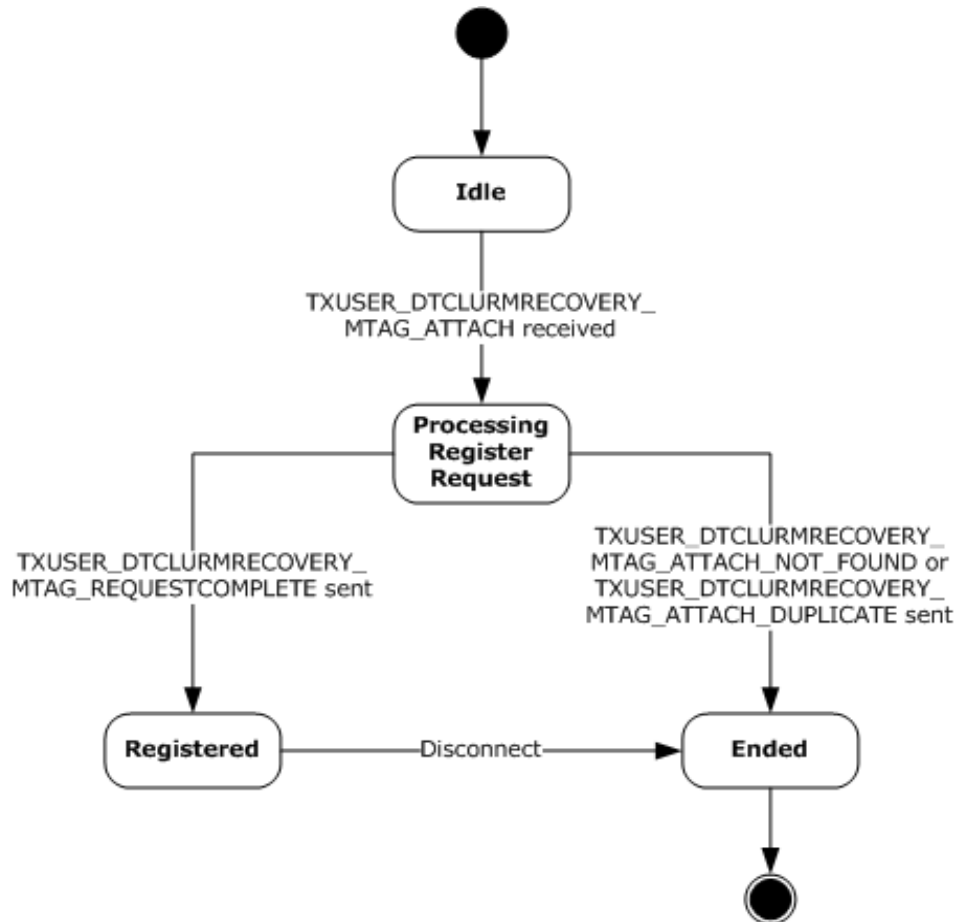 Idle
TXUSER_DTCLURMRECOVERY_
MTAG_ATTACH received
Processing
Register
Request
TXUSER_DTCLURMRECOVERY_
MTAG_REQUESTCOMPLETE sent
TXUSER_DTCLURMRECOVERY_
MTAG_ATTACH_NOT_FOUND or
TXUSER_DTCLURMRECOVERY_
MTAG_ATTACH_DUPLICATE sent
Registered
Disconnect
Ended